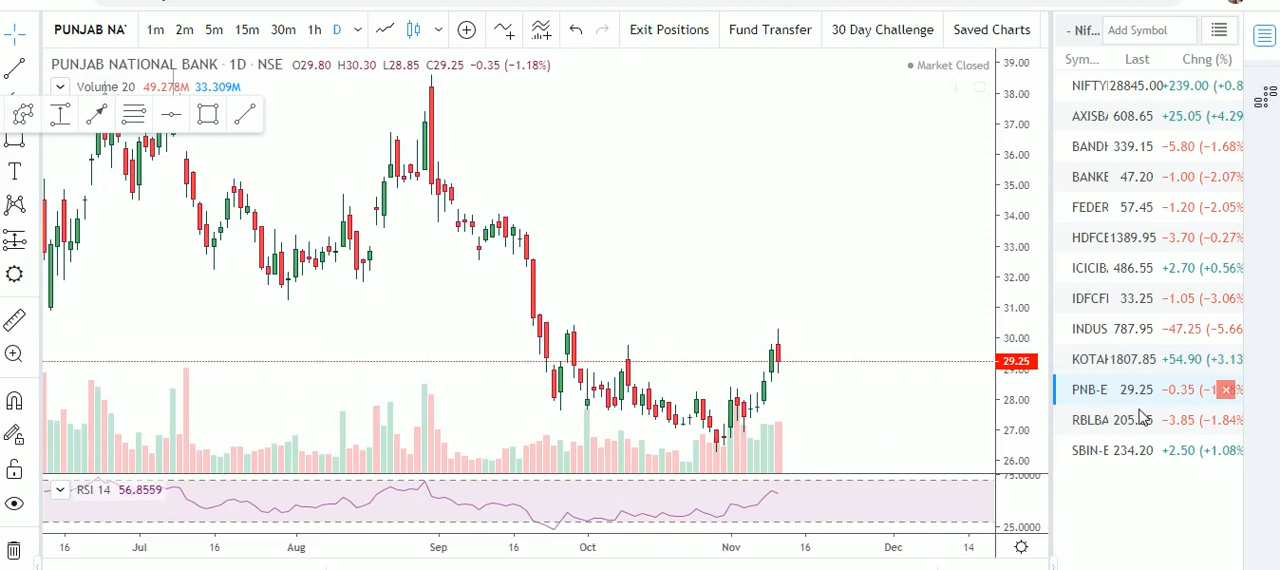 PUNJAB NA' 1m 2m 5m 15m 30m 1h D Exit Positions Fund Transfer 30 Day Challenge Saved Charts
PUNJAB NATIONAL BANK · 1D · NSE O29.80 H30.30 L28.85 C29.25 -0.35 (-1.18%)
Market Closed
Volume 20 49.278M 33.309M
39.00
38.00
37.00
36.00
35.00
34.00
33.00
32.00
31.00
30.00
29.25
29.00
28.00
27.00
26.00
75.0000
RSI 14 56.8559
25.0000
16 Jul 16 Aug Sep 16 Oct Nov 16 Dec 14
- Nif... Add Symbol
Sym... Last Chng (%)
NIFTY 28845.00 +239.00 (+0.8
AXISBA 608.65 +25.05 (+4.29
BANDH 339.15 −5.80 (−1.68%
BANKE 47.20 −1.00 (−2.07%
FEDER 57.45 −1.20 (−2.05%
HDFCE 1389.95 −3.70 (−0.27%
ICICIB, 486.55 +2.70 (+0.56%
IDFCFI 33.25 −1.05 (−3.06%
INDUS 787.95 −47.25 (−5.66
KOTAH 1807.85 +54.90 (+3.13
PNB-E 29.25 −0.35
RBLBA −3.85 (−1.84%
SBIN-E 234.20 +2.50 (+1.08%